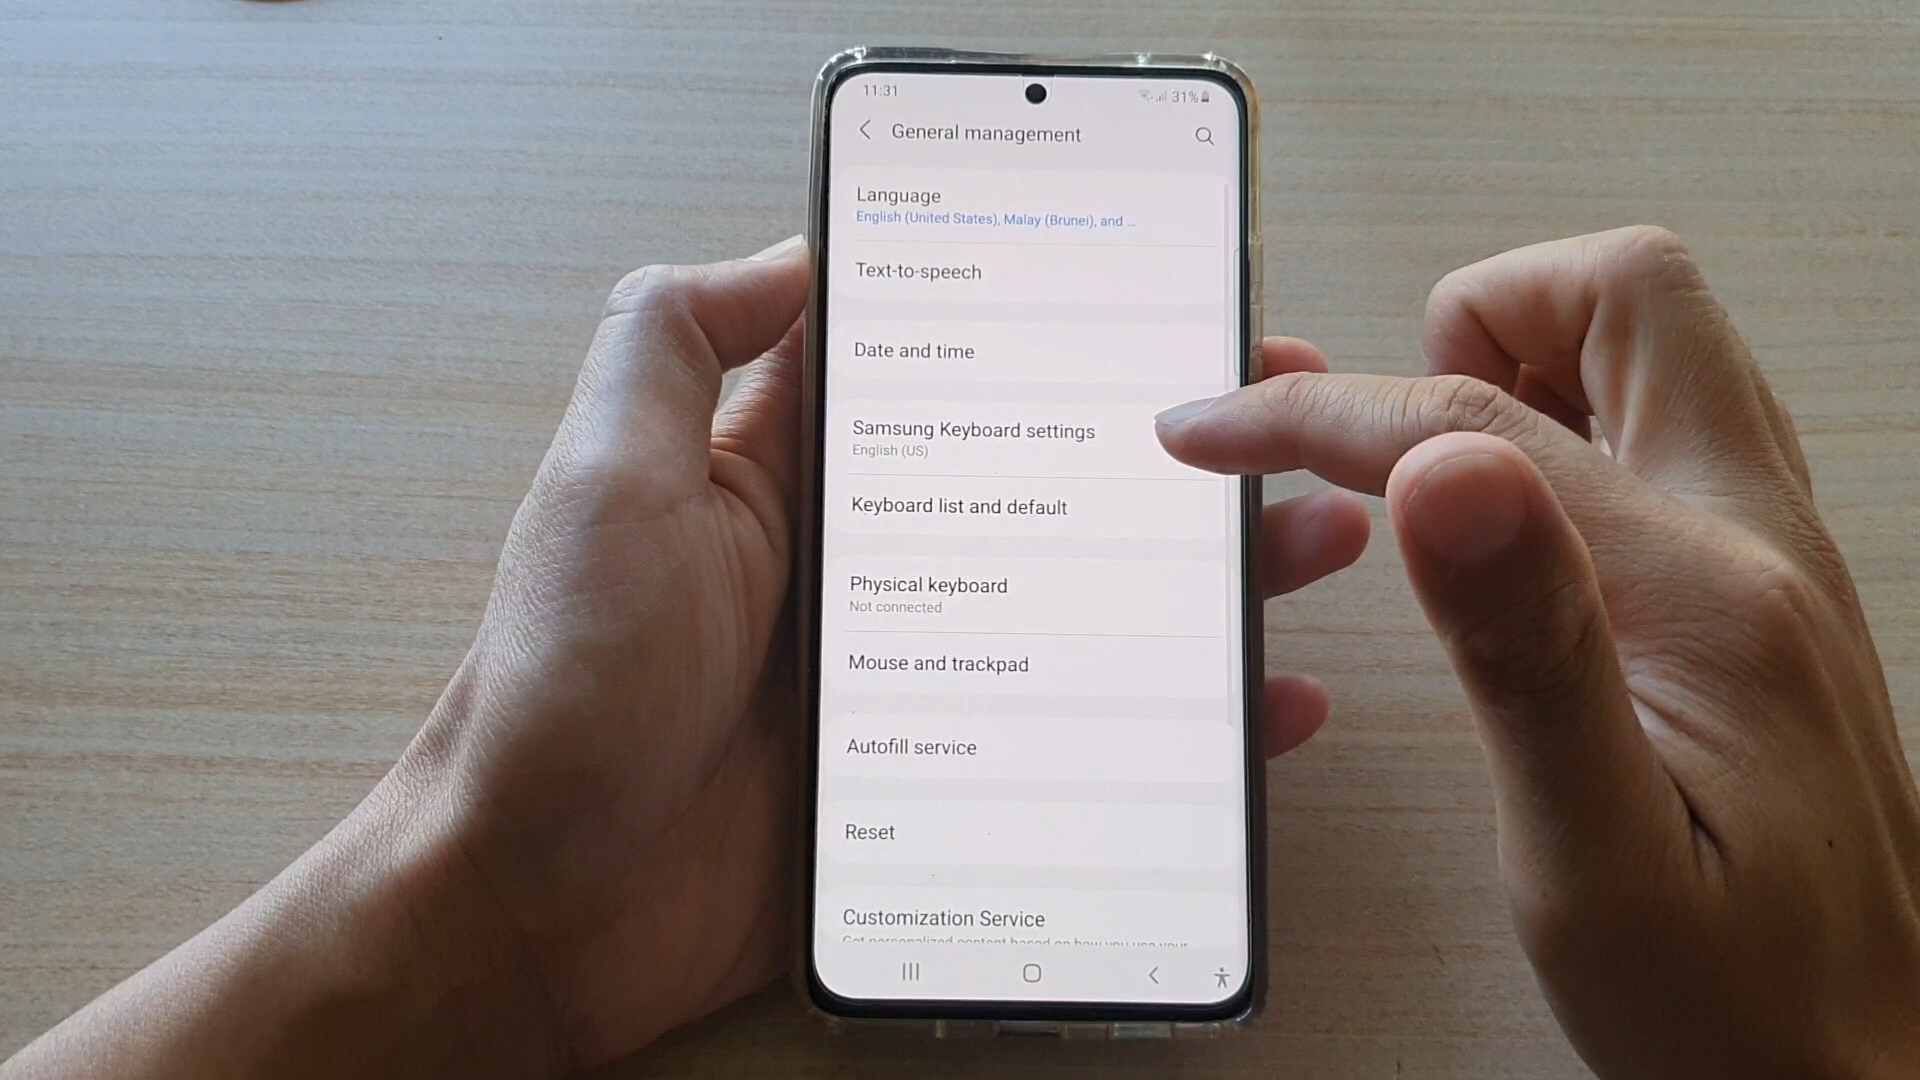 11:31
31%
General management
Language
English (United States), Malay (Brunei), and ...
Text-to-speech
Date and time
Samsung Keyboard settings
English (US)
Keyboard list and default
Physical keyboard
Not connected
Mouse and trackpad
Autofill service
Reset
Customization Service
Get personalized content based on how you use your